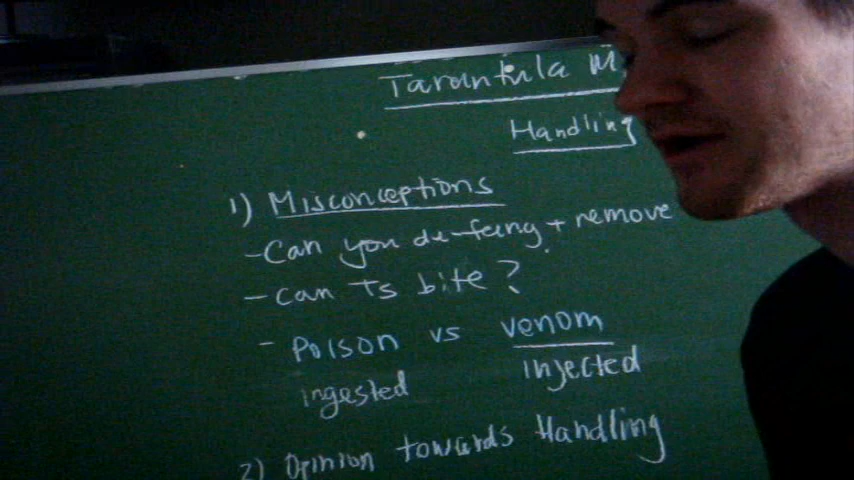 Tarantula M
Handling
1) Misconceptions
- Can you de-fang + remove
- can Ts bite?
- Poison vs venom
ingested injected
2) Opinion towards Handling